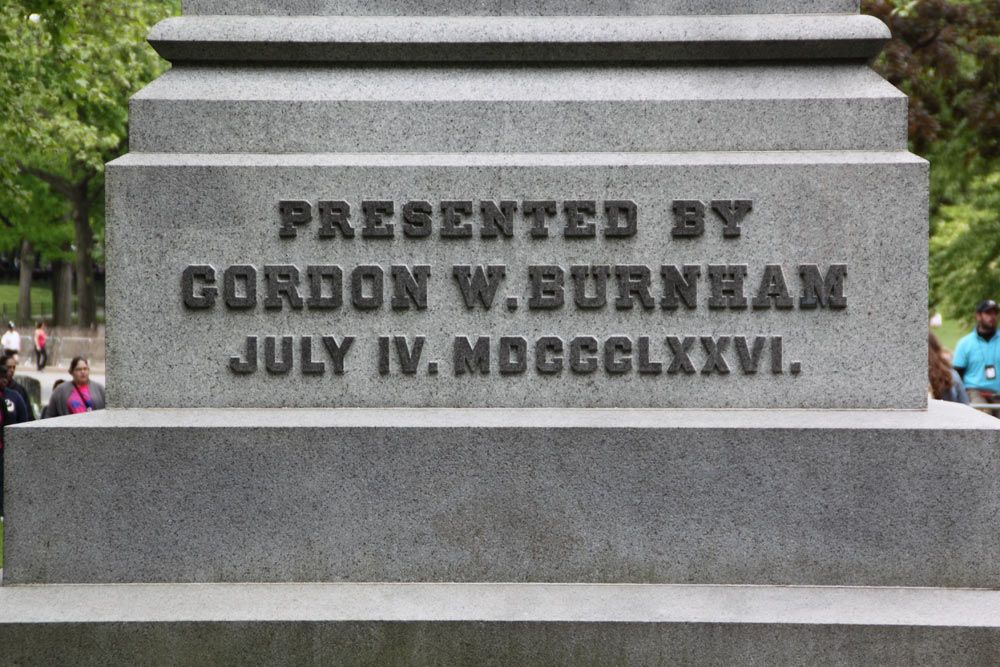 PRESENTED BY
GORDON W. BURNHAM
JULY IV. MDCCCLXXVI.